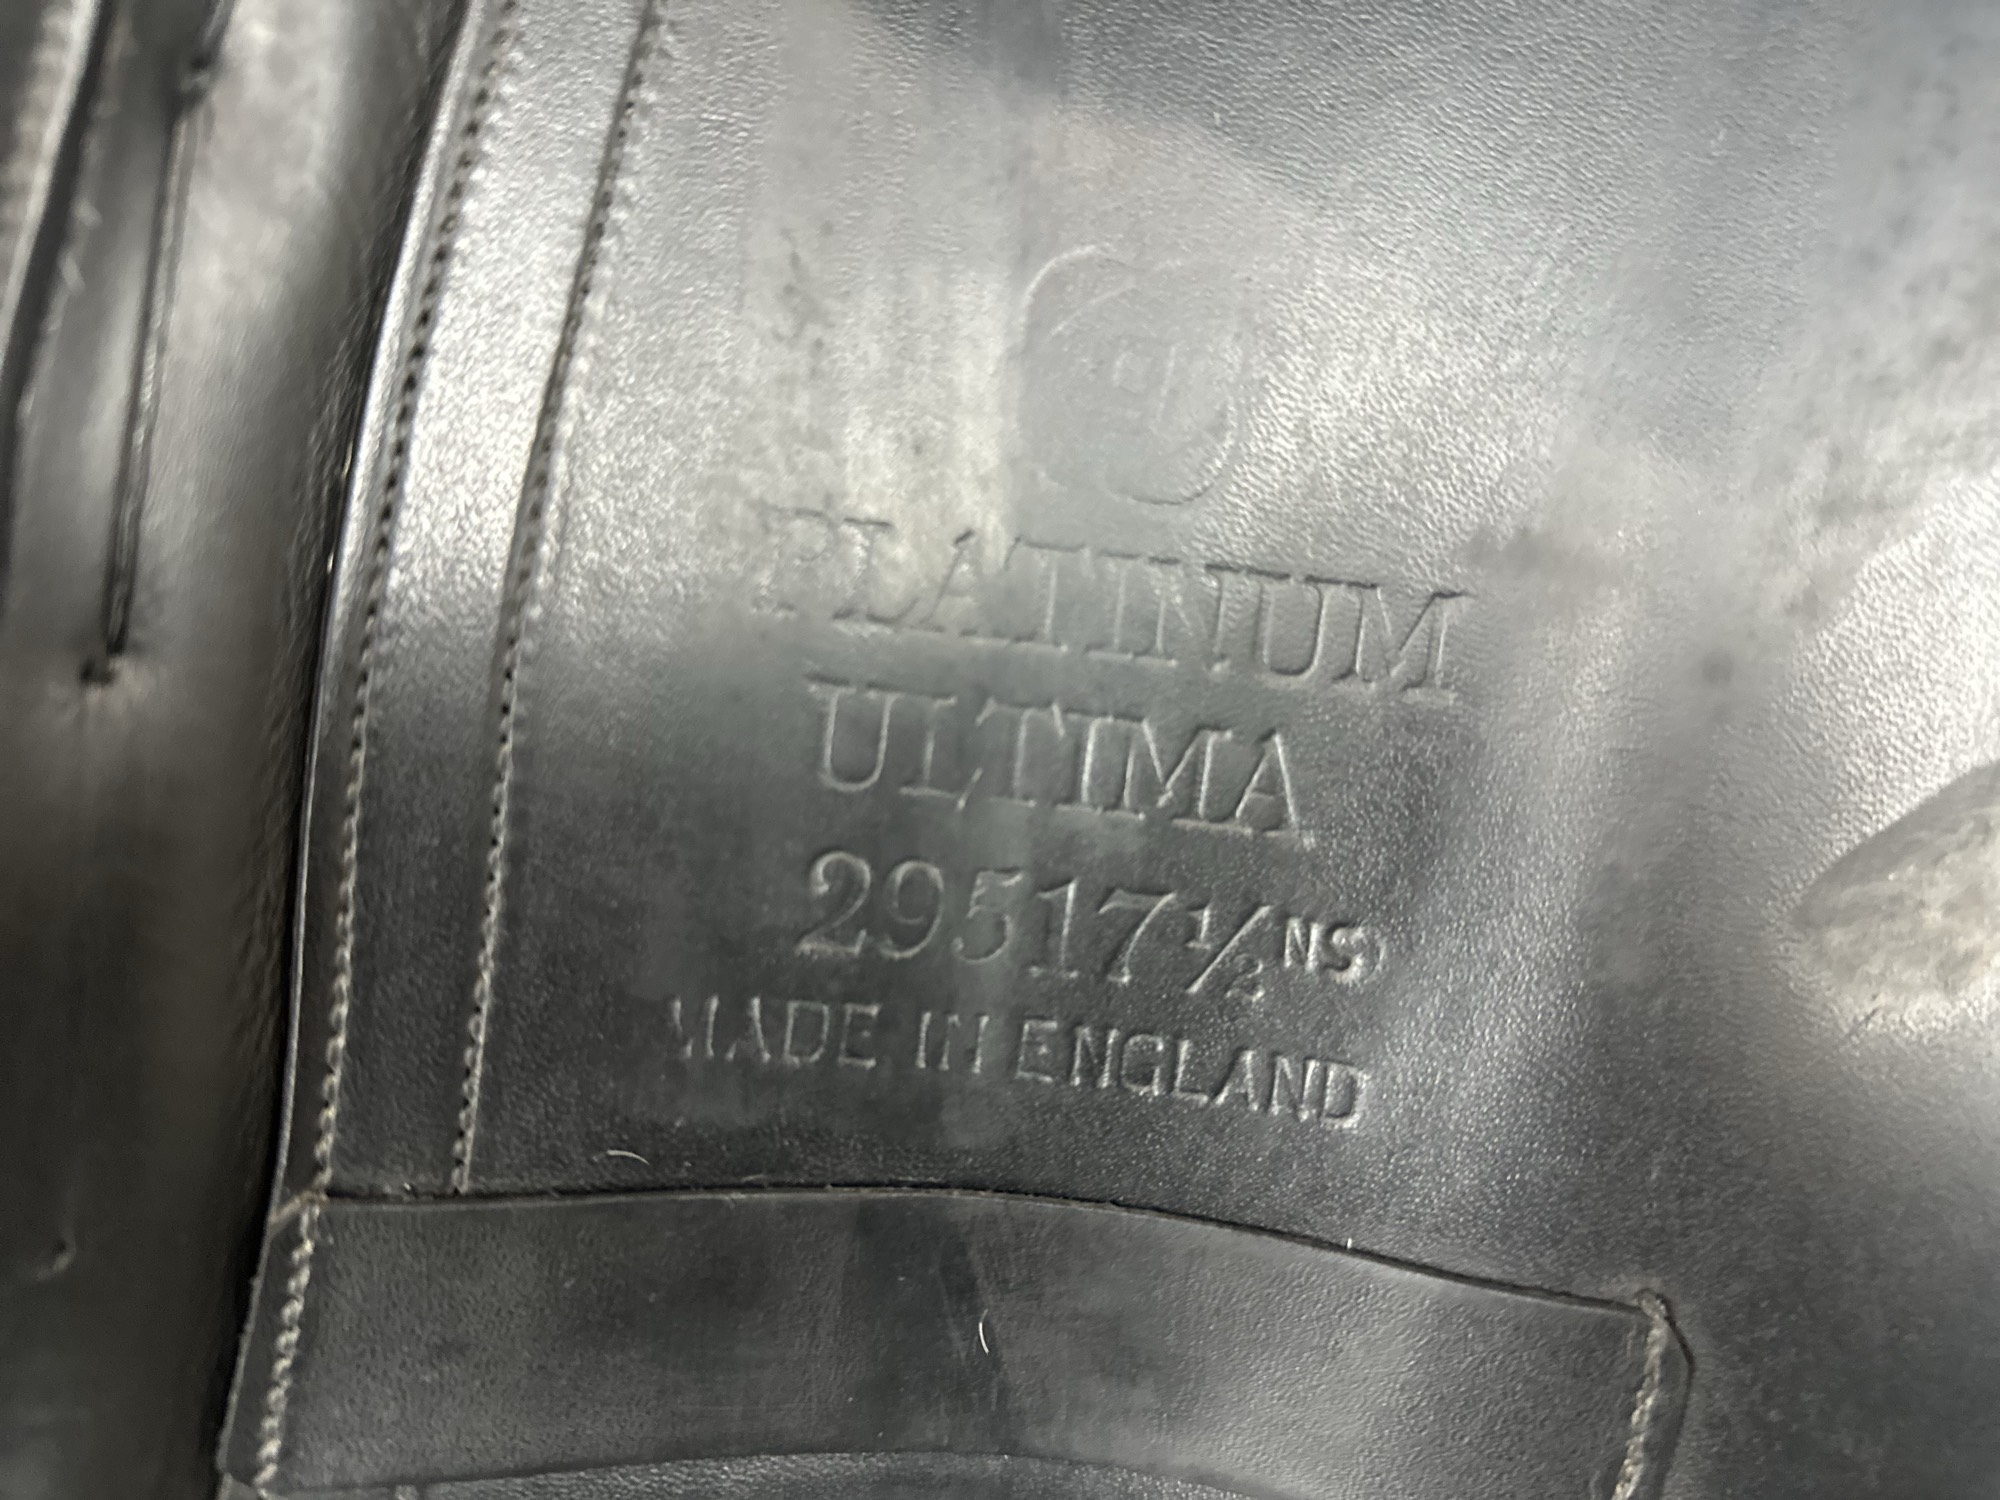 PLATINUM
ULTIMA
29517½NS
MADE IN ENGLAND